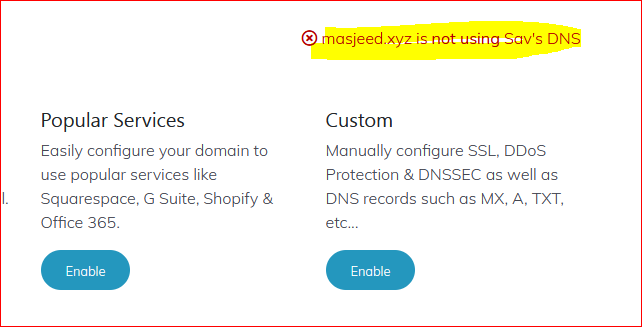 masjeed.xyz is not using Sav's DNS
Popular Services
Easily configure your domain to
use popular services like
Squarespace, G Suite, Shopify &
Office 365.
Enable
Custom
Manually configure SSL, DDoS
Protection & DNSSEC as well as
DNS records such as MX, A, TXT,
etc...
Enable
l.